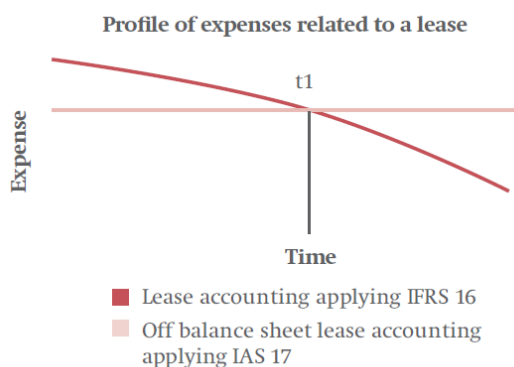 Profile of expenses related to a lease
t1
Expense
Time
Lease accounting applying IFRS 16
Off balance sheet lease accounting
applying IAS 17